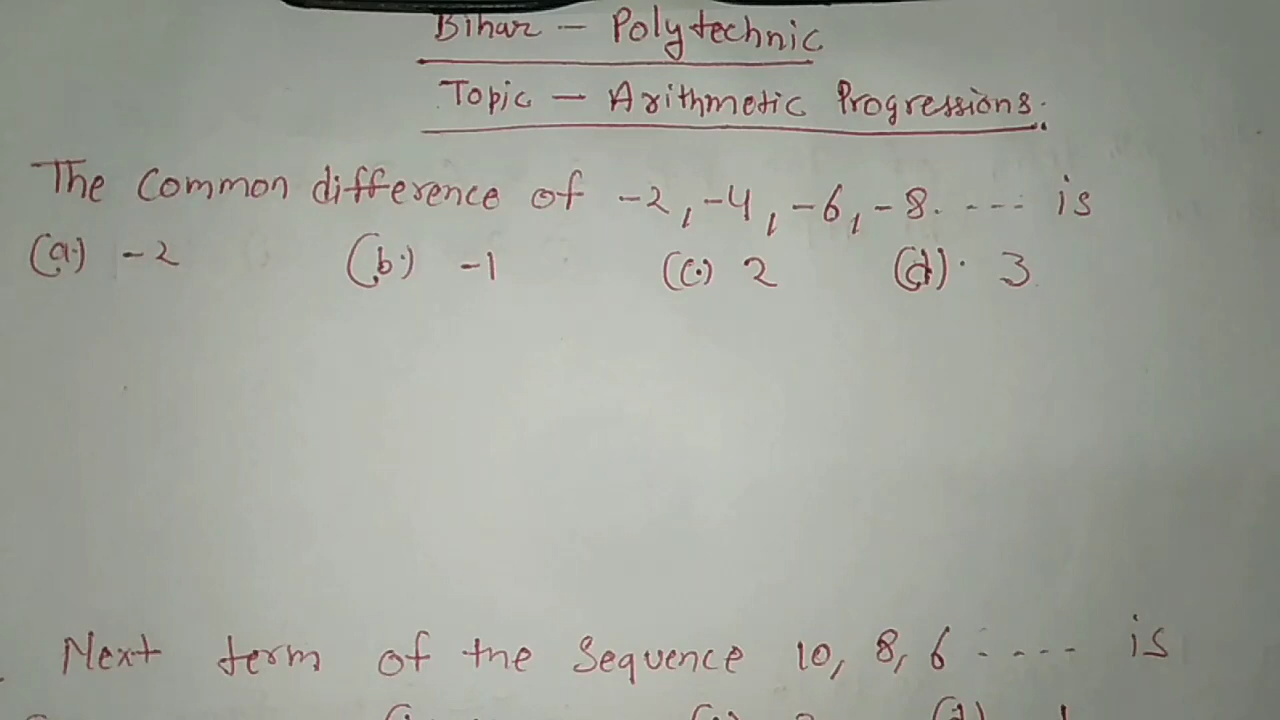 Bihar - Polytechnic
Topic - Arithmetic Progressions.
The Common difference of -2, -4, -6, -8. --- is
(a.) -2 (b.) -1 (c.) 2 (d). 3
Next term of the Sequence 10, 8, 6 ---- is